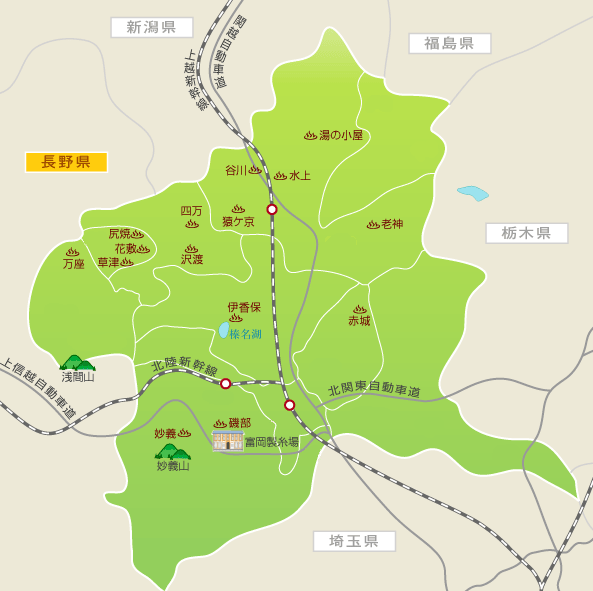 新潟県
福島県
関越自動車道
上越新幹線
湯の小屋
長野県
谷川
水上
四万
猿ケ京
老神
栃木県
尻焼
花敷
草津
万座
沢渡
伊香保
榛名湖
赤城
浅間山
北陸新幹線
上信越自動車道
北関東自動車道
妙義
磯部
富岡製糸場
妙義山
埼玉県